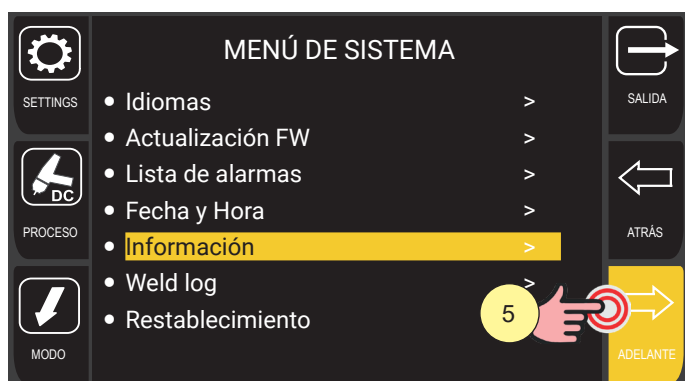 MENÚ DE SISTEMA
SETTINGS
DC
PROCESO
MODO
• Idiomas >
• Actualización FW >
• Lista de alarmas >
• Fecha y Hora >
• Información >
• Weld log >
• Restablecimiento
5
SALIDA
ATRÁS
ADELANTE